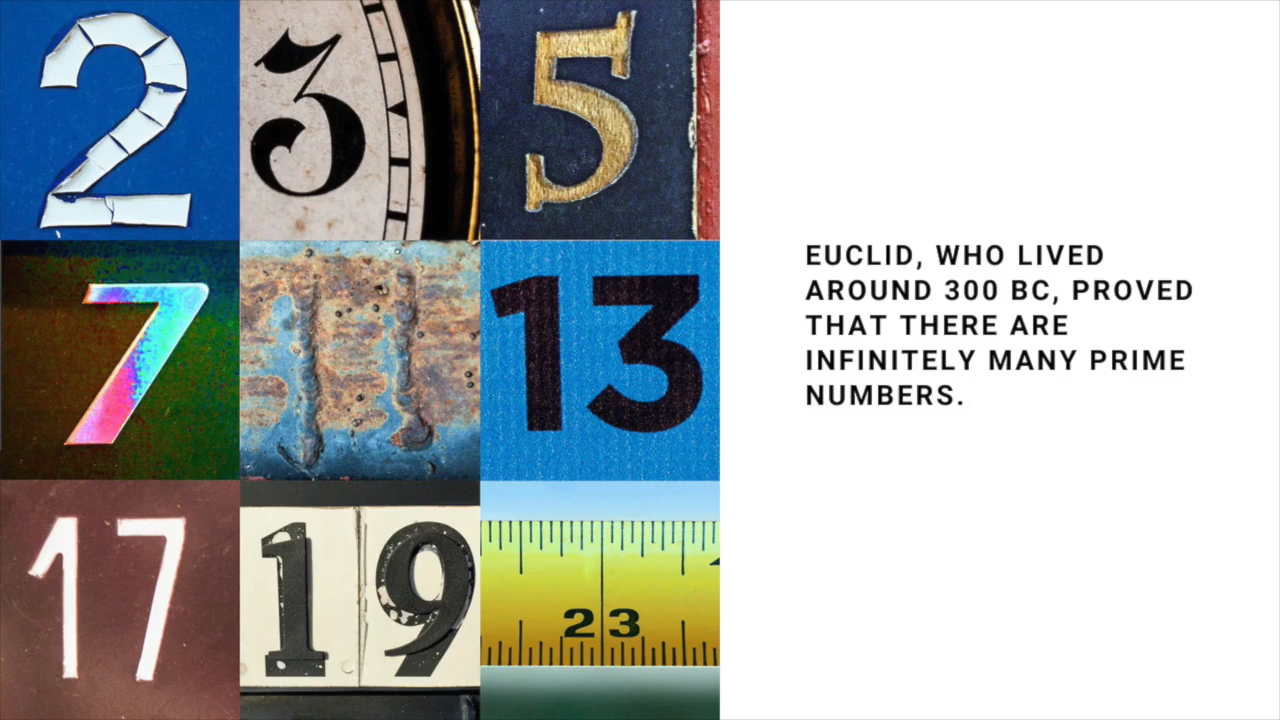 2
3
5
7
11
13
17
19
23
EUCLID, WHO LIVED
AROUND 300 BC, PROVED
THAT THERE ARE
INFINITELY MANY PRIME
NUMBERS.